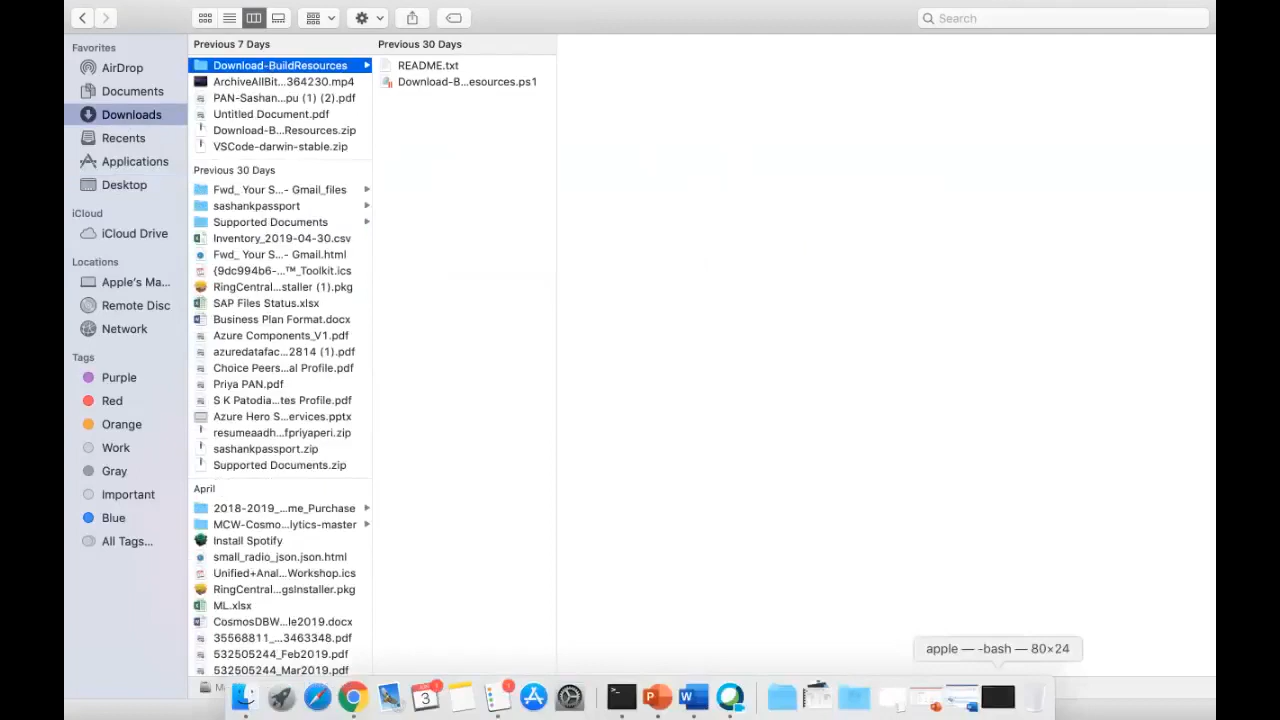 Search
Favorites
AirDrop
Documents
Downloads
Recents
Applications
Desktop
iCloud
iCloud Drive
Locations
Apple's Ma...
Remote Disc
Network
Tags
Purple
Red
Orange
Work
Gray
Important
Blue
All Tags...
Previous 7 Days
Download-BuildResources
ArchiveAllBit...364230.mp4
PAN-Sashan...pu (1) (2).pdf
Untitled Document.pdf
Download-B...Resources.zip
VSCode-darwin-stable.zip
Previous 30 Days
Fwd_ Your S...- Gmail_files
sashankpassport
Supported Documents
Inventory_2019-04-30.csv
Fwd_ Your S...- Gmail.html
{9dc994b6-...™_Toolkit.ics
RingCentral...staller (1).pkg
SAP Files Status.xlsx
Business Plan Format.docx
Azure Components_V1.pdf
azuredatafac...2814 (1).pdf
Choice Peers...al Profile.pdf
Priya PAN.pdf
S K Patodia...tes Profile.pdf
Azure Hero S...ervices.pptx
resumeaadh...fpriyaperi.zip
sashankpassport.zip
Supported Documents.zip
April
2018-2019_...me_Purchase
MCW-Cosmo...lytics-master
Install Spotify
small_radio_json.json.html
Unified+Anal...Workshop.ics
RingCentral...gsInstaller.pkg
ML.xlsx
CosmosDBW...le2019.docx
35568811_...3463348.pdf
532505244_Feb2019.pdf
532505244_Mar2019.pdf
Previous 30 Days
README.txt
Download-B...esources.ps1
apple — -bash — 80×24
3
1
1